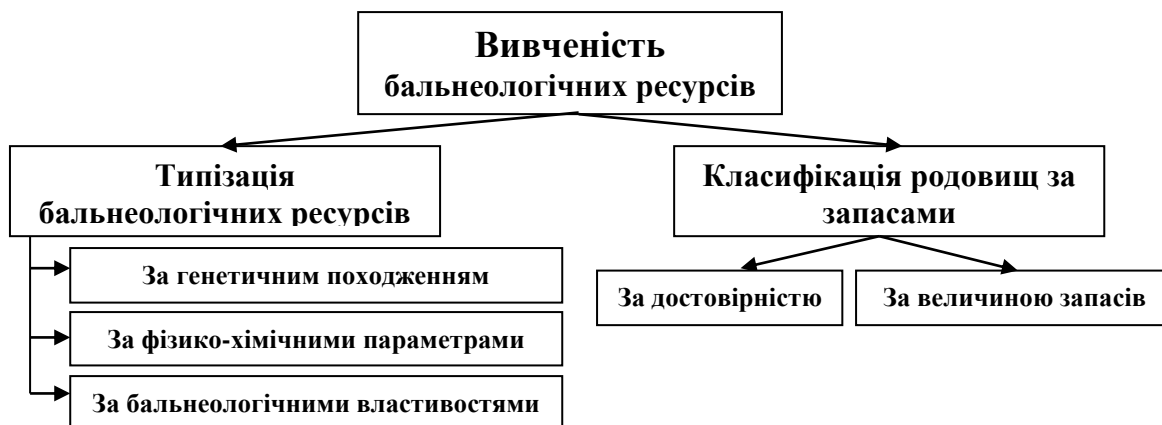 Вивченість
бальнеологічних ресурсів
Типізація
бальнеологічних ресурсів
Класифікація родовищ за
запасами
За генетичним походженням
За фізико-хімічними параметрами
За бальнеологічними властивостями
За достовірністю
За величиною запасів